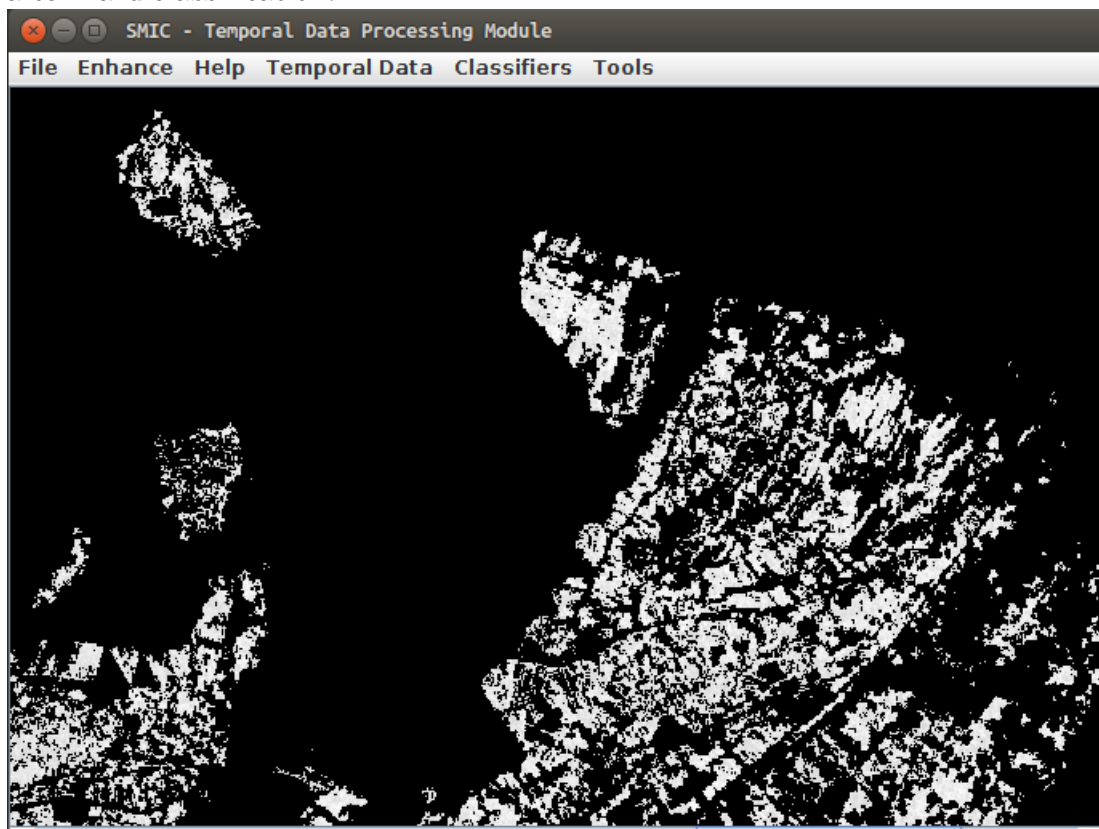 SMIC - Temporal Data Processing Module
File Enhance Help Temporal Data Classifiers Tools